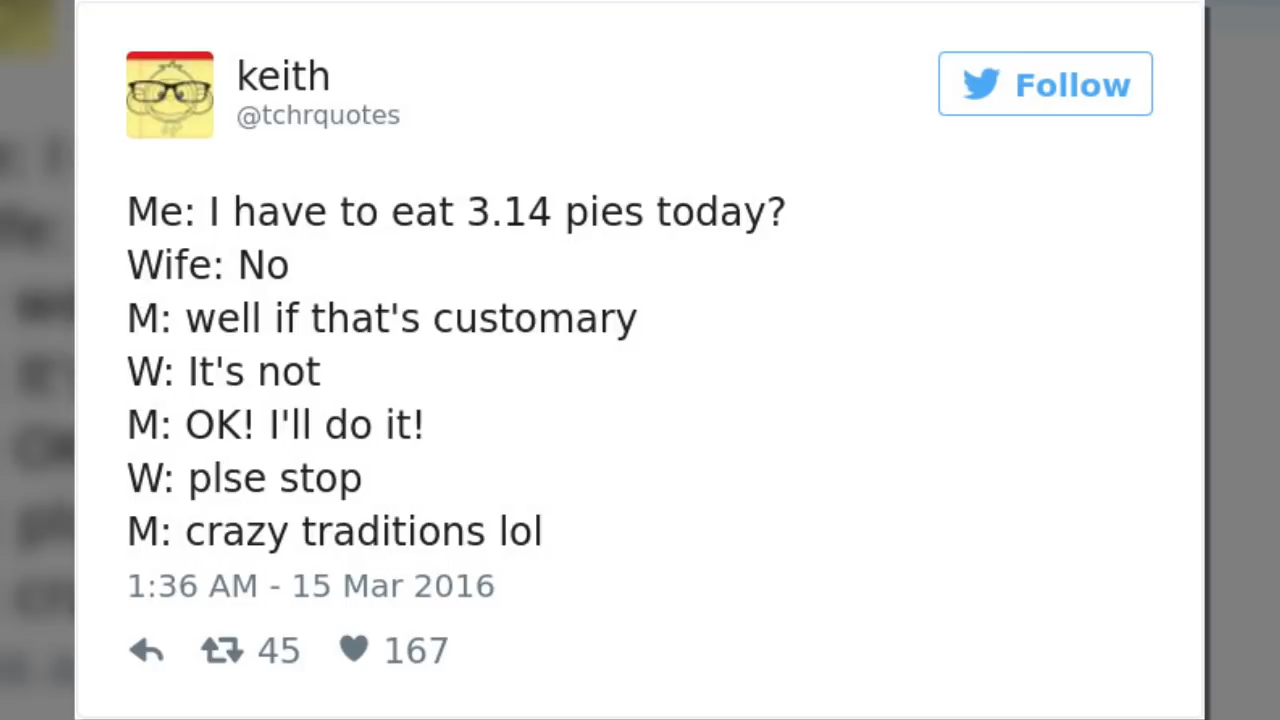 keith
@tchrquotes
Follow
Me: I have to eat 3.14 pies today?
Wife: No
M: well if that's customary
W: It's not
M: OK! I'll do it!
W: plse stop
M: crazy traditions lol
1:36 AM - 15 Mar 2016
45 167